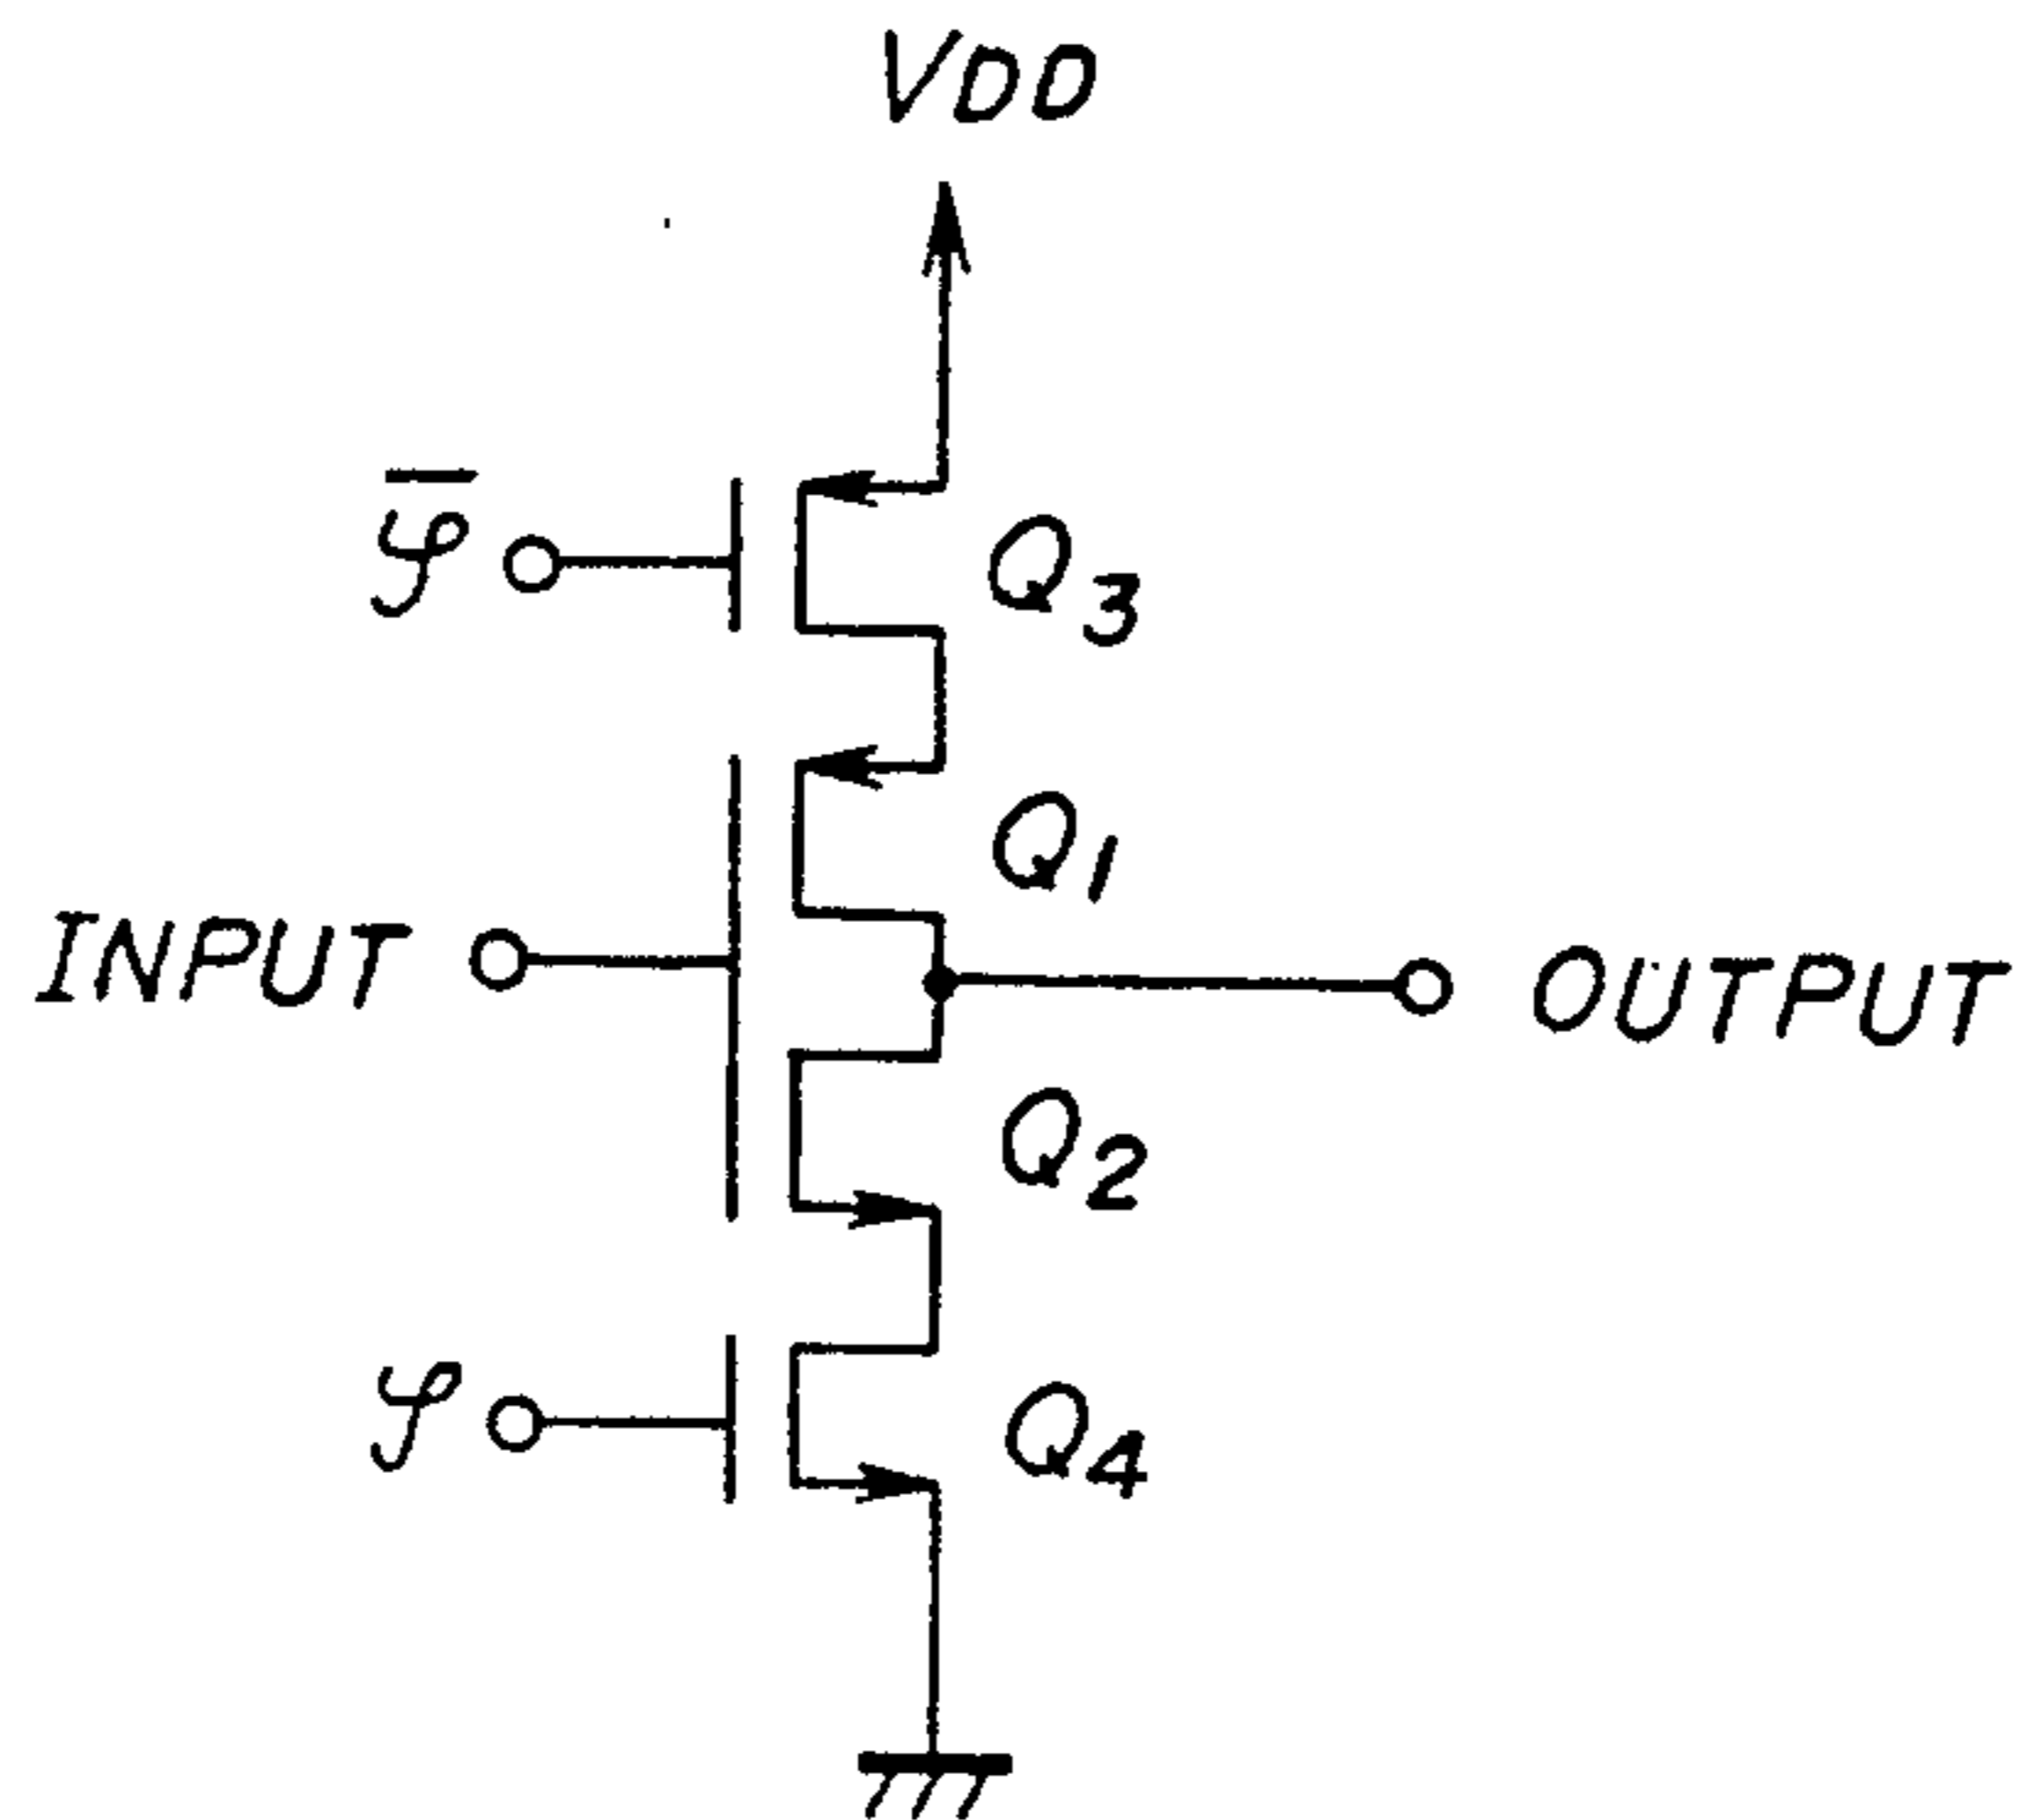 VDD
φ̅
Q3
Q1
INPUT
OUTPUT
Q2
φ
Q4